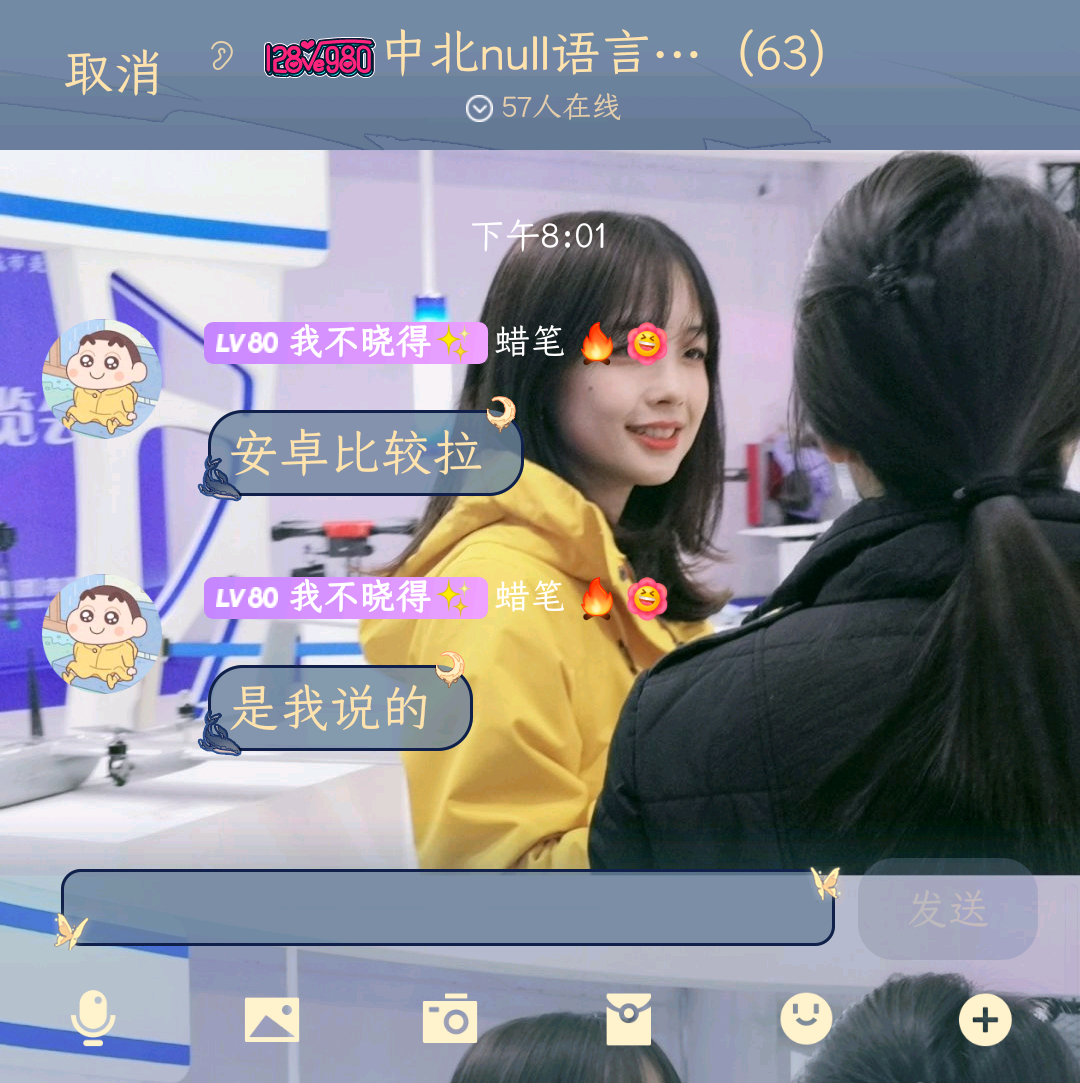 取消
128√e980 中北null语言… (63)
57人在线
下午8:01
LV80 我不晓得✨ 蜡笔 🔥
安卓比较拉
LV80 我不晓得✨ 蜡笔 🔥
是我说的
发送